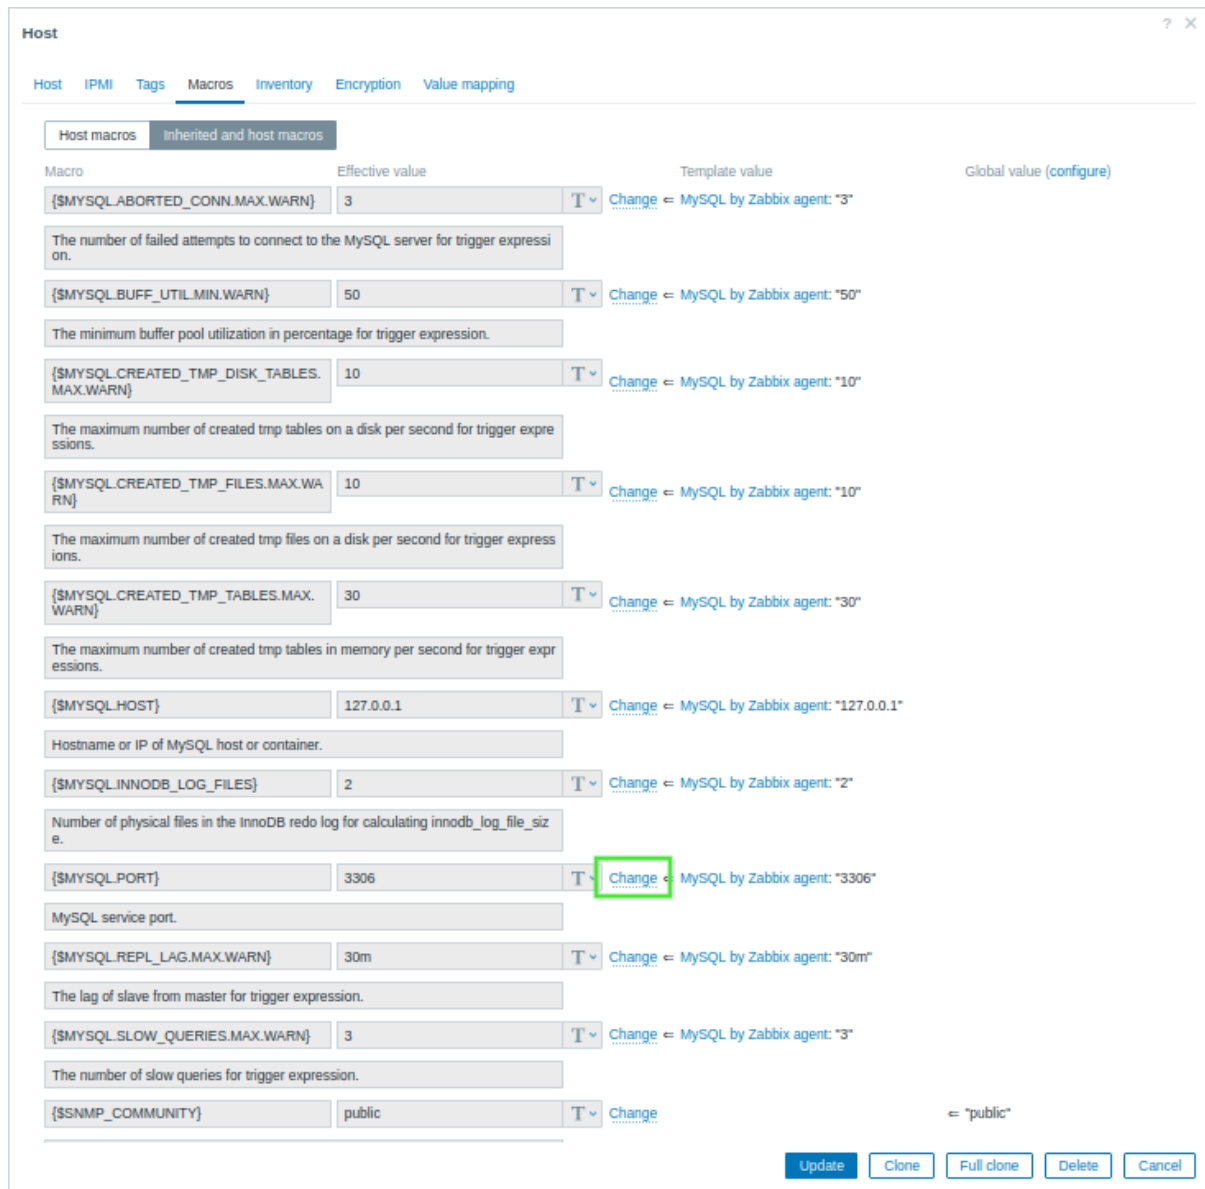 Host
? ×
Host IPMI Tags Macros Inventory Encryption Value mapping
Host macros Inherited and host macros
Macro Effective value Template value Global value (configure)
{$MYSQL.ABORTED_CONN.MAX.WARN} 3 T Change ⇐ MySQL by Zabbix agent: "3"
The number of failed attempts to connect to the MySQL server for trigger expressi
on.
{$MYSQL.BUFF_UTIL.MIN.WARN} 50 T Change ⇐ MySQL by Zabbix agent: "50"
The minimum buffer pool utilization in percentage for trigger expression.
{$MYSQL.CREATED_TMP_DISK_TABLES. 10 T Change ⇐ MySQL by Zabbix agent: "10"
MAX.WARN}
The maximum number of created tmp tables on a disk per second for trigger expre
ssions.
{$MYSQL.CREATED_TMP_FILES.MAX.WA 10 T Change ⇐ MySQL by Zabbix agent: "10"
RN}
The maximum number of created tmp files on a disk per second for trigger express
ions.
{$MYSQL.CREATED_TMP_TABLES.MAX. 30 T Change ⇐ MySQL by Zabbix agent: "30"
WARN}
The maximum number of created tmp tables in memory per second for trigger expr
essions.
{$MYSQL.HOST} 127.0.0.1 T Change ⇐ MySQL by Zabbix agent: "127.0.0.1"
Hostname or IP of MySQL host or container.
{$MYSQL.INNODB_LOG_FILES} 2 T Change ⇐ MySQL by Zabbix agent: "2"
Number of physical files in the InnoDB redo log for calculating innodb_log_file_siz
e.
{$MYSQL.PORT} 3306 T Change ⇐ MySQL by Zabbix agent: "3306"
MySQL service port.
{$MYSQL.REPL_LAG.MAX.WARN} 30m T Change ⇐ MySQL by Zabbix agent: "30m"
The lag of slave from master for trigger expression.
{$MYSQL.SLOW_QUERIES.MAX.WARN} 3 T Change ⇐ MySQL by Zabbix agent: "3"
The number of slow queries for trigger expression.
{$SNMP_COMMUNITY} public T Change ⇐ "public"
Update Clone Full clone Delete Cancel